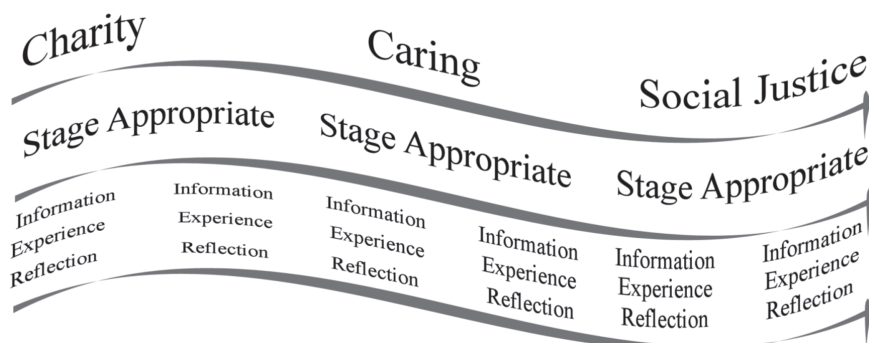 Charity
Caring
Social Justice
Stage Appropriate
Stage Appropriate
Stage Appropriate
Information
Experience
Reflection
Information
Experience
Reflection
Information
Experience
Reflection
Information
Experience
Reflection
Information
Experience
Reflection
Information
Experience
Reflection